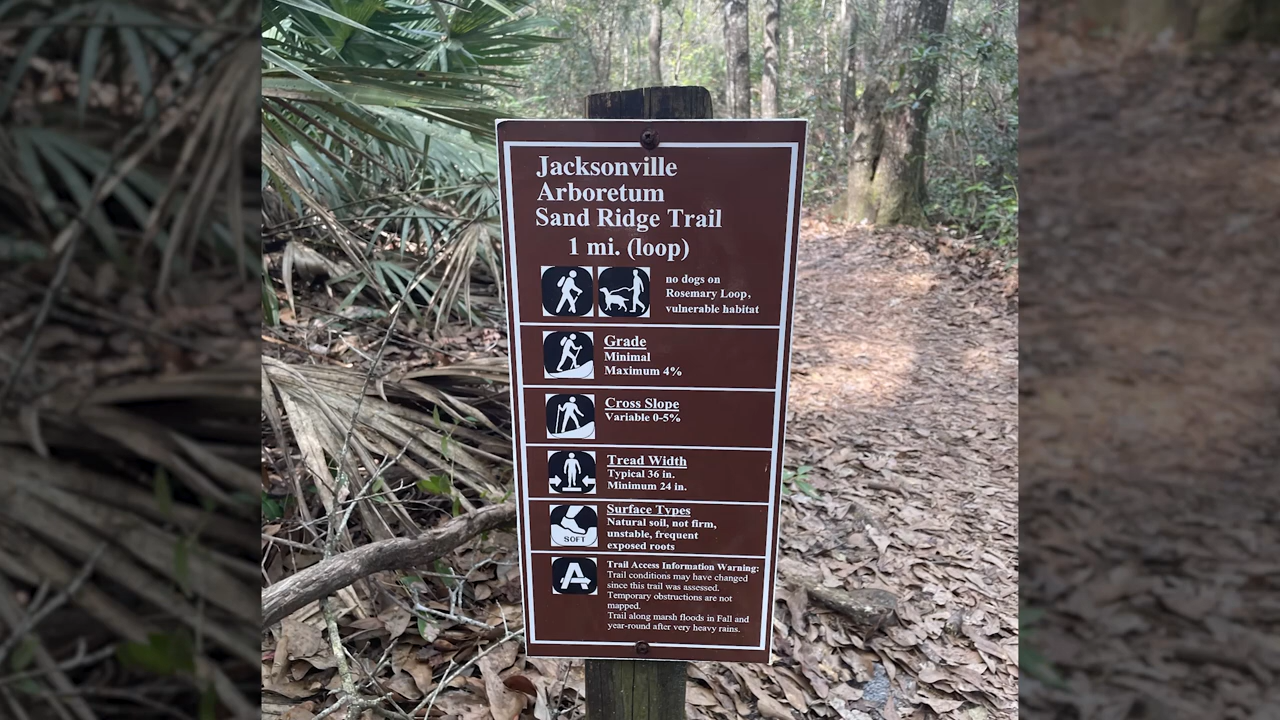 Jacksonville
Arboretum
Sand Ridge Trail
1 mi. (loop)
no dogs on
Rosemary Loop,
vulnerable habitat
Grade
Minimal
Maximum 4%
Cross Slope
Variable 0-5%
Tread Width
Typical 36 in.
Minimum 24 in.
SOFT
Surface Types
Natural soil, not firm,
unstable, frequent
exposed roots
A
Trail Access Information Warning:
Trail conditions may have changed
since this trail was assessed.
Temporary obstructions are not
mapped.
Trail along marsh floods in Fall and
year-round after very heavy rains.